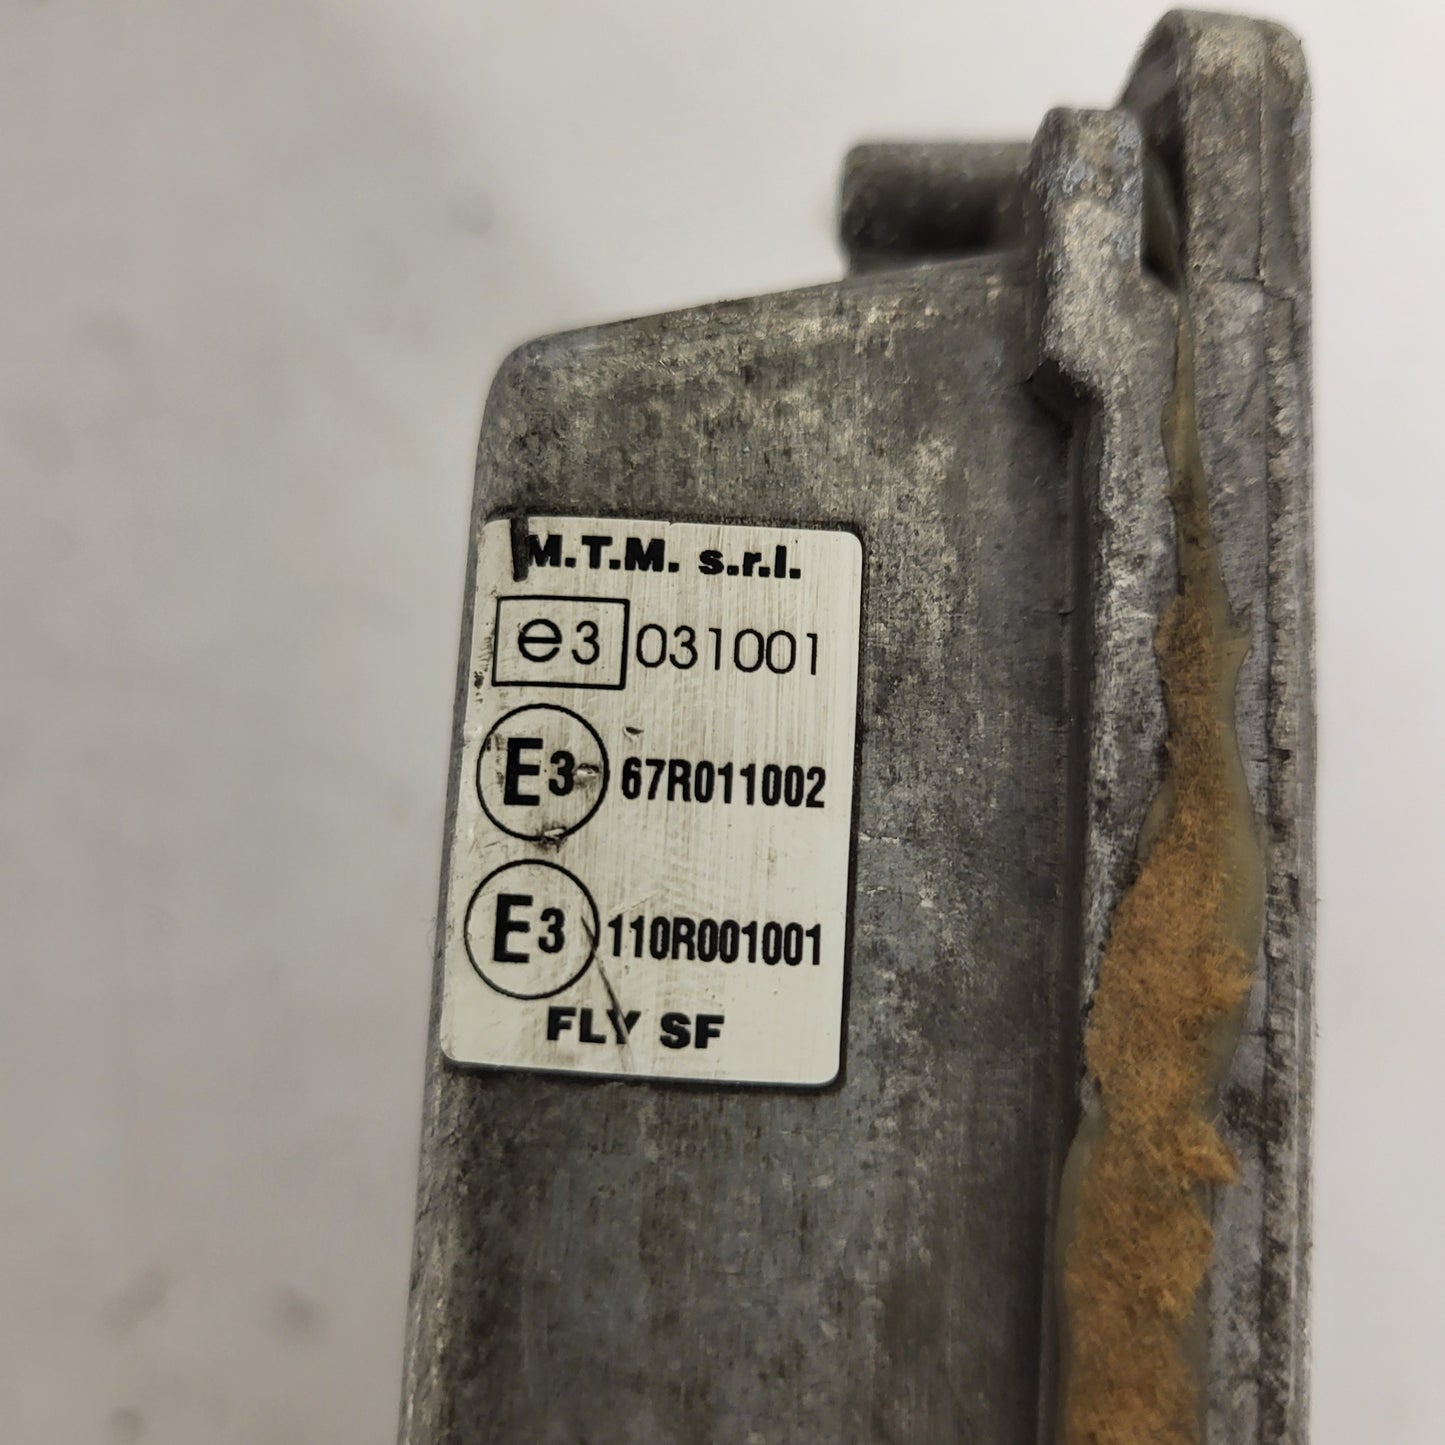 M.T.M. s.r.l.
e3 031001
E3 67R011002
E3 110R001001
FLY SF